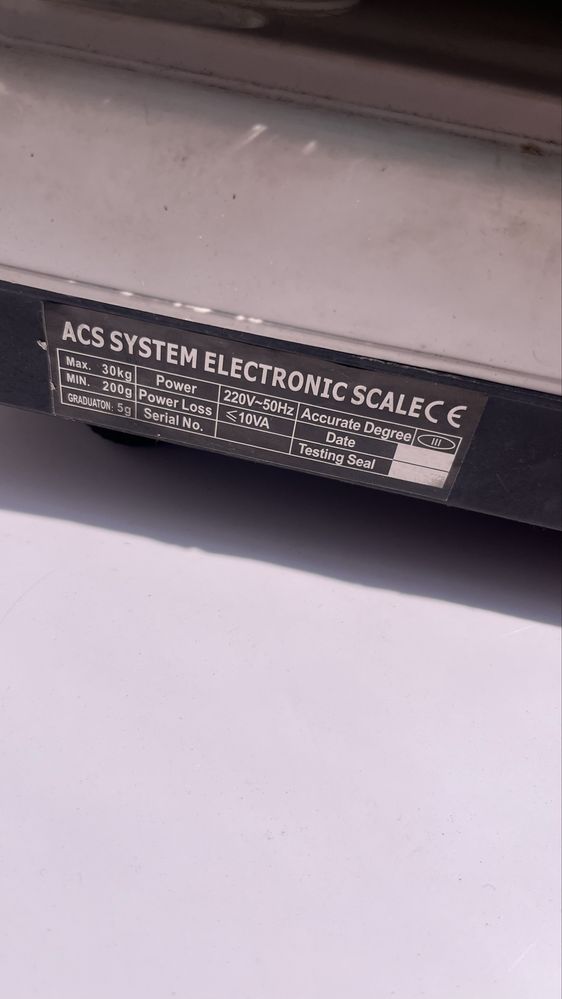 ACS SYSTEM ELECTRONIC SCALE CE
Max. 30kg Power 220V~50Hz Accurate Degree III
MIN. 200g Power Loss ≤10VA Date
GRADUATON: 5g Serial No. Testing Seal